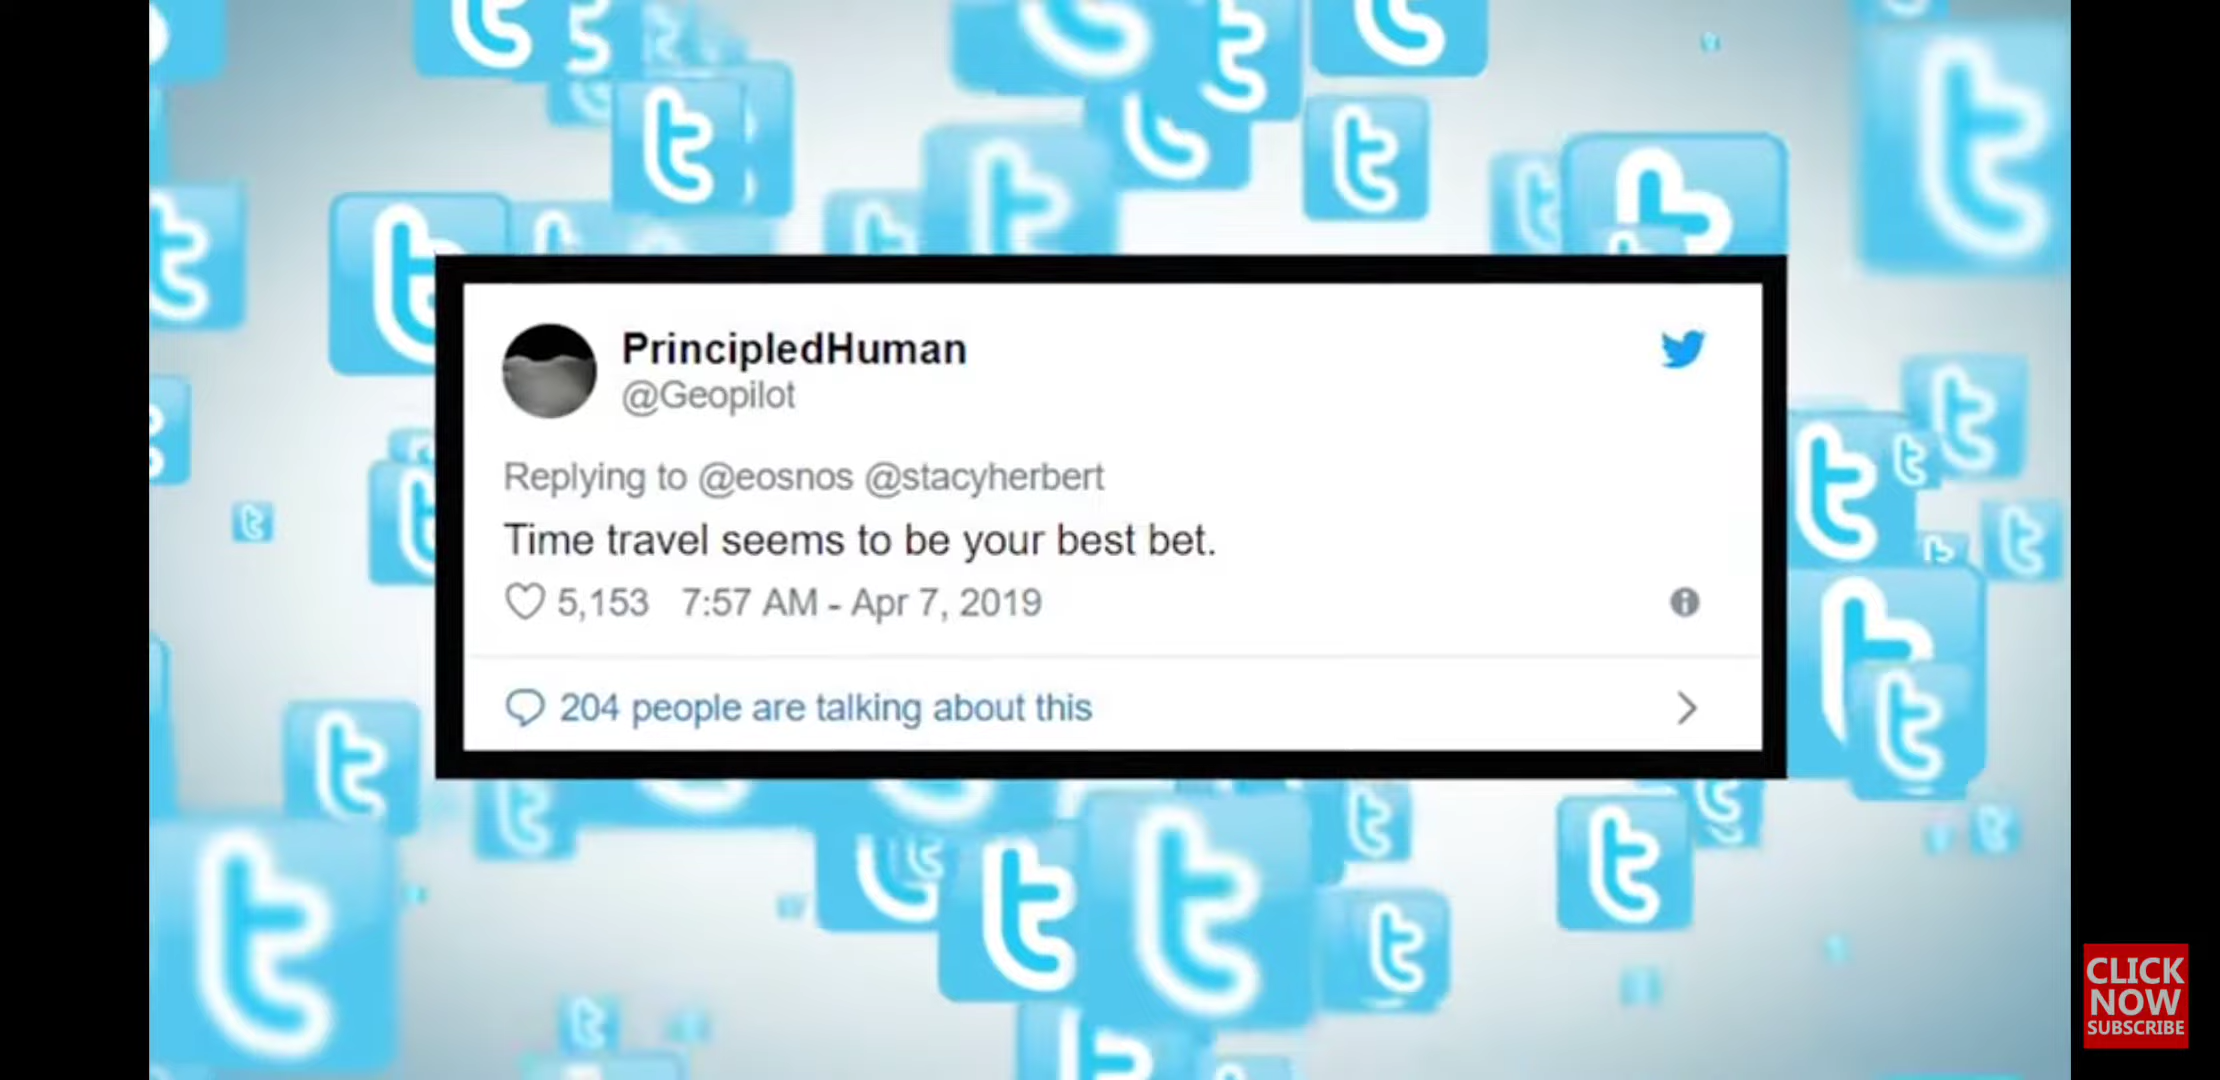 PrincipledHuman
@Geopilot
Replying to @eosnos @stacyherbert
Time travel seems to be your best bet.
5,153 7:57 AM - Apr 7, 2019
204 people are talking about this
CLICK
NOW
SUBSCRIBE